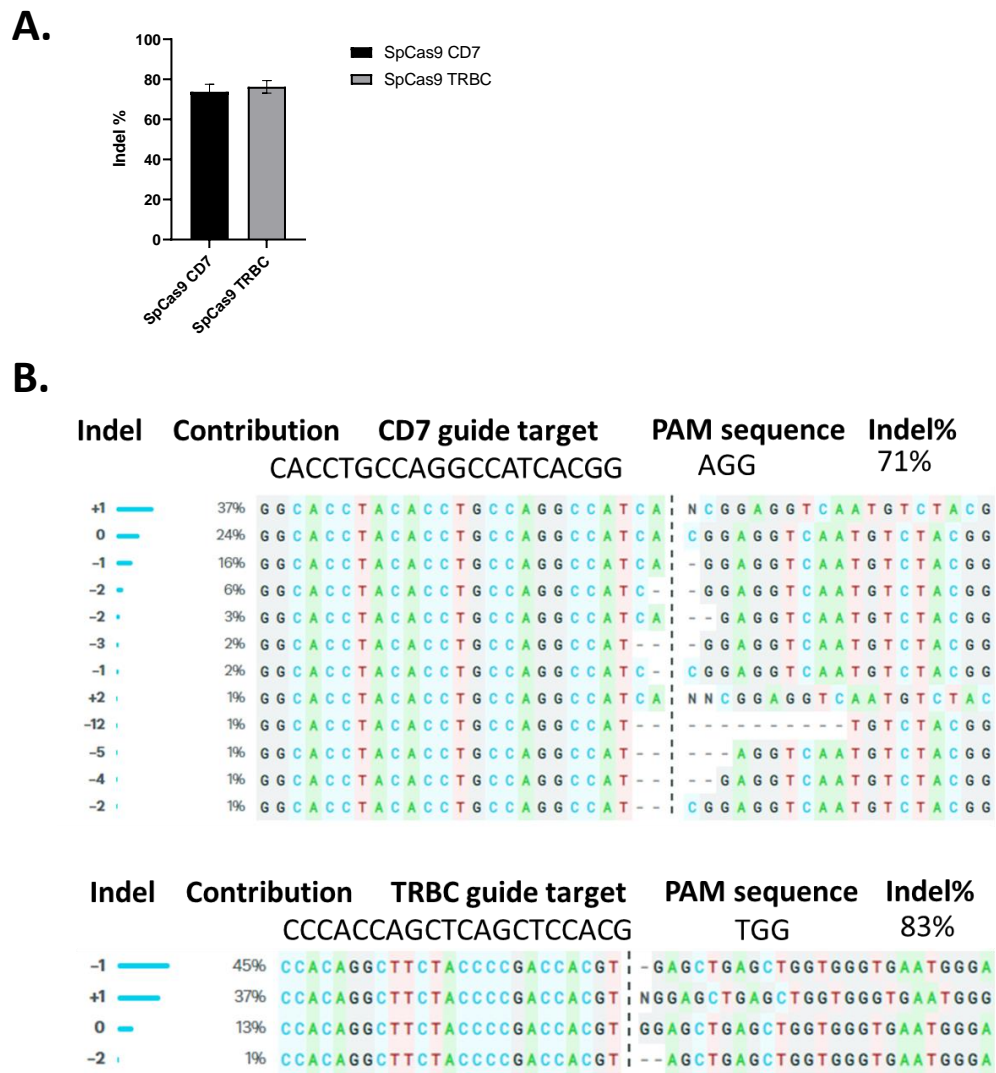 A.
100
80
60
40
20
0
Indel %
SpCas9 CD7
SpCas9 TRBC
SpCas9 CD7
SpCas9 TRBC
B.
Indel Contribution CD7 guide target PAM sequence Indel%
CACCTGCCAGGCCATCACGG AGG 71%
+1 37% GGCACCTACACCTGCCAGGCCATCA NCGGAGGTCAATGTCTACG
0 24% GGCACCTACACCTGCCAGGCCATCA CGGAGGTCAATGTCTACGG
-1 16% GGCACCTACACCTGCCAGGCCATCA -GGAGGTCAATGTCTACGG
-2 6% GGCACCTACACCTGCCAGGCCATC- -GGAGGTCAATGTCTACGG
-2 3% GGCACCTACACCTGCCAGGCCATCA --GAGGTCAATGTCTACGG
-3 2% GGCACCTACACCTGCCAGGCCAT-- -GGAGGTCAATGTCTACGG
-1 2% GGCACCTACACCTGCCAGGCCATC- CGGAGGTCAATGTCTACGG
+2 1% GGCACCTACACCTGCCAGGCCATCA NNCGGAGGTCAATGTCTAC
-12 1% GGCACCTACACCTGCCAGGCCAT-- ----------TGTCTACGG
-5 1% GGCACCTACACCTGCCAGGCCAT-- ---AGGTCAATGTCTACGG
-4 1% GGCACCTACACCTGCCAGGCCAT-- --GAGGTCAATGTCTACGG
-2 1% GGCACCTACACCTGCCAGGCCAT-- CGGAGGTCAATGTCTACGG
Indel Contribution TRBC guide target PAM sequence Indel%
CCCACCAGCTCAGCTCCACG TGG 83%
-1 45% CCACAGGCTTCTACCCCGACCACGT -GAGCTGAGCTGGTGGGTGAATGGGA
+1 37% CCACAGGCTTCTACCCCGACCACGT NGGAGCTGAGCTGGTGGGTGAATGGG
0 13% CCACAGGCTTCTACCCCGACCACGT GGAGCTGAGCTGGTGGGTGAATGGGA
-2 1% CCACAGGCTTCTACCCCGACCACGT --AGCTGAGCTGGTGGGTGAATGGGA